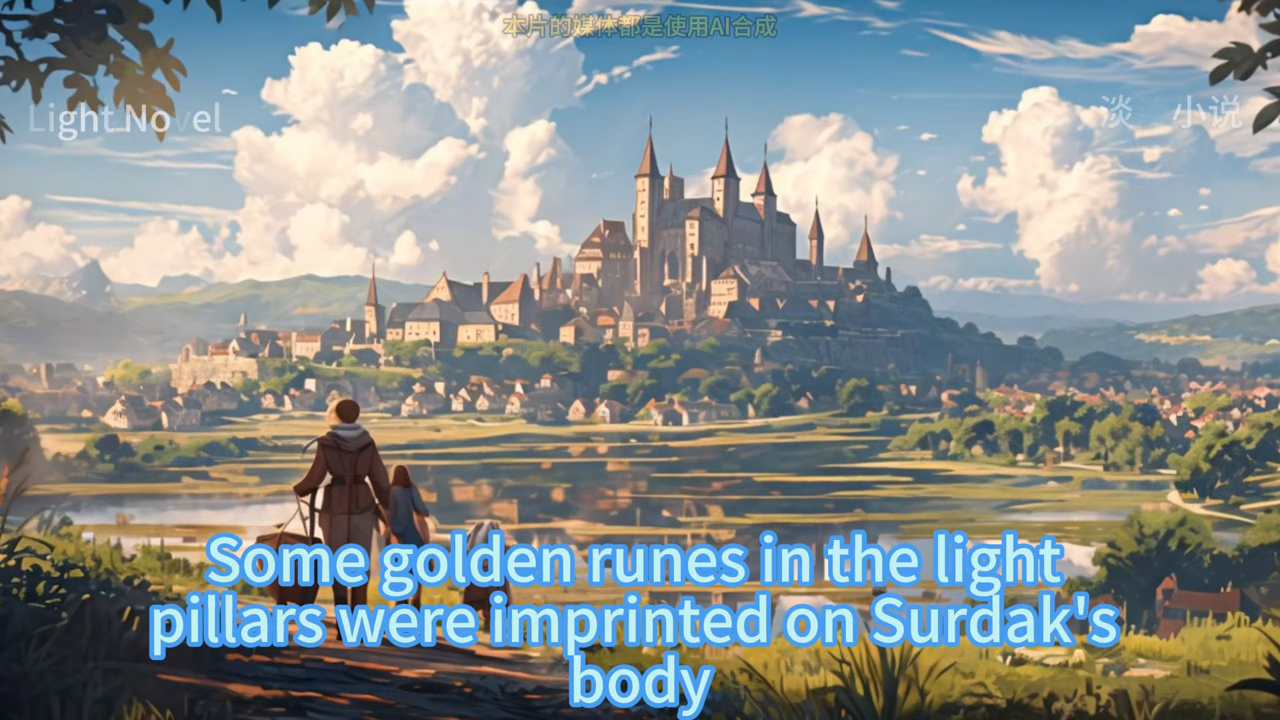 本片的媒体都是使用AI合成
Light Novel
淡 小说
Some golden runes in the light
pillars were imprinted on Surdak's
body